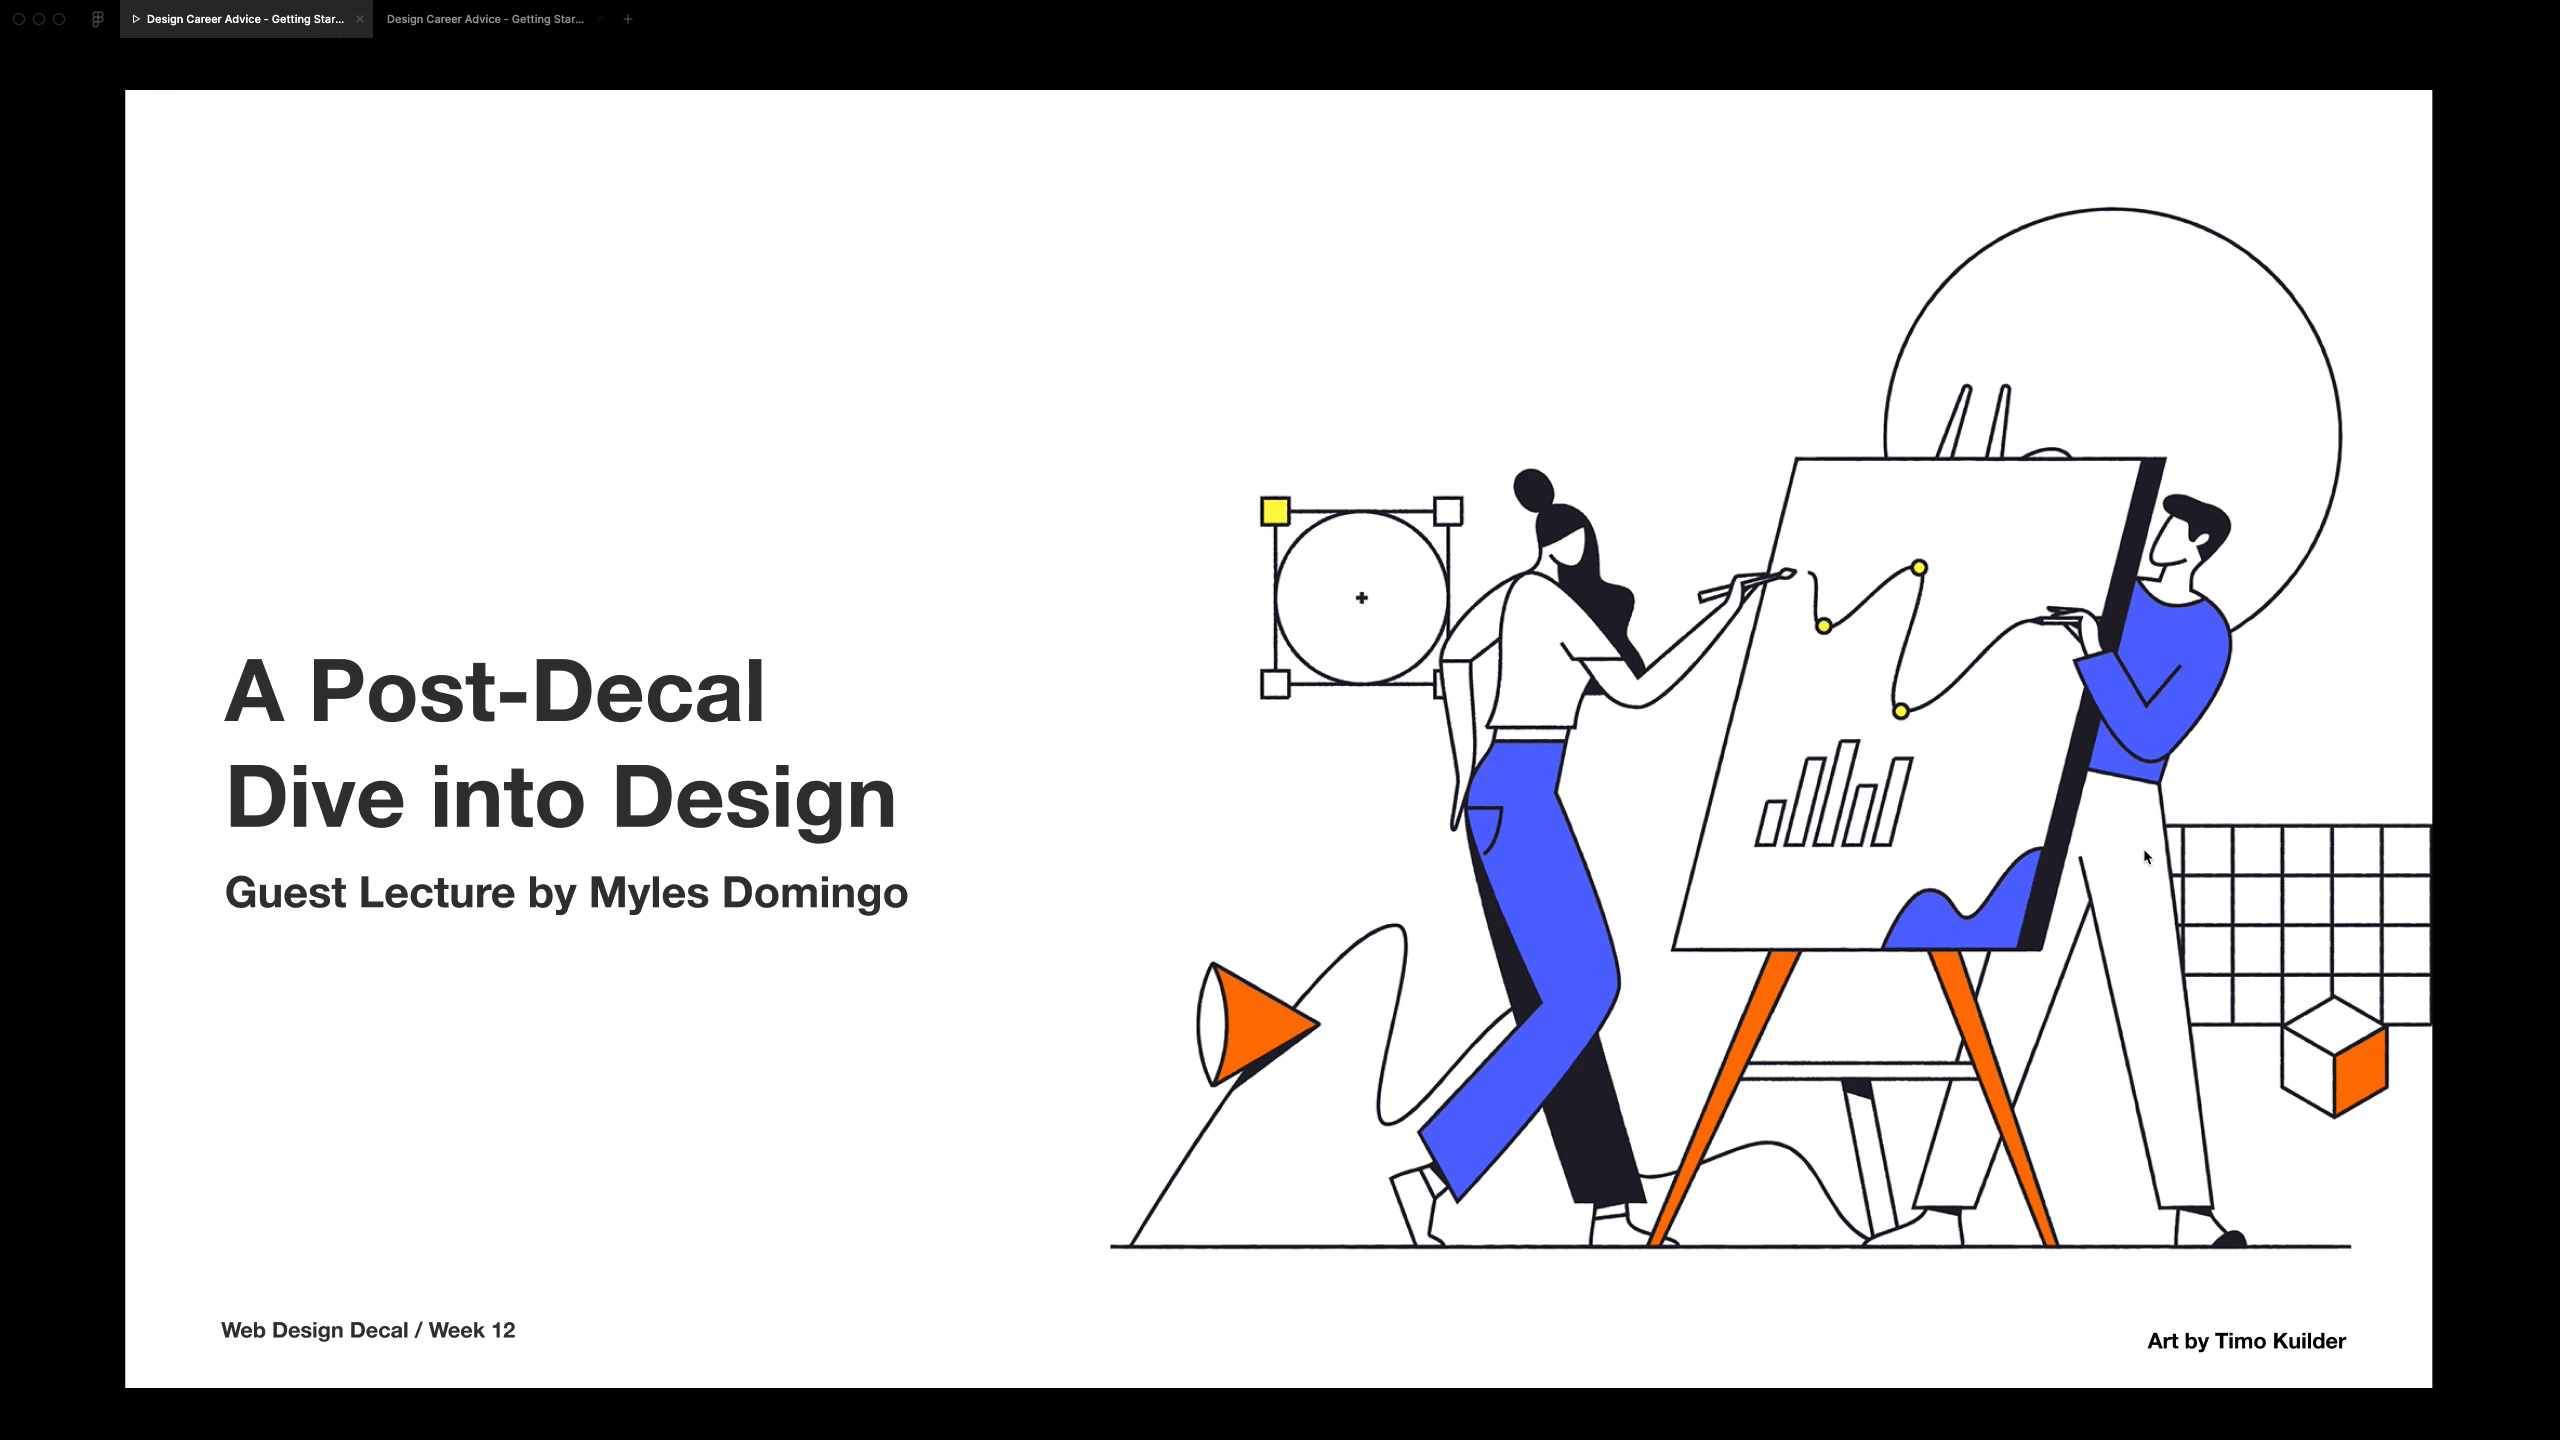 Design Career Advice - Getting Star...
Design Career Advice - Getting Star...
A Post-Decal
Dive into Design
Guest Lecture by Myles Domingo
Web Design Decal / Week 12
Art by Timo Kuilder